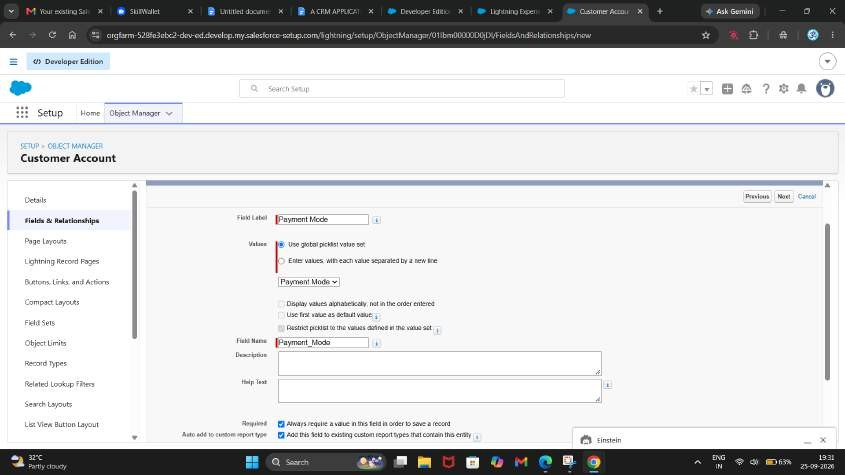 Your existing Sale
SkillWallet
Untitled documen
A CRM APPLICAT
Developer Edition
Lightning Experie
Customer Accoun
Ask Gemini
orgfarm-528fe3ebc2-dev-ed.develop.my.salesforce-setup.com/lightning/setup/ObjectManager/01Ibm00000D0jDl/FieldsAndRelationships/new
Developer Edition
Search Setup
Setup
Home
Object Manager
SETUP > OBJECT MANAGER
Customer Account
Details
Fields & Relationships
Page Layouts
Lightning Record Pages
Buttons, Links, and Actions
Compact Layouts
Field Sets
Object Limits
Record Types
Related Lookup Filters
Search Layouts
List View Button Layout
Previous
Next
Cancel
Field Label
Payment Mode
Values
Use global picklist value set
Enter values, with each value separated by a new line
Payment Mode
Display values alphabetically, not in the order entered
Use first value as default value
Restrict picklist to the values defined in the value set
Field Name
Payment_Mode
Description
Help Text
Required
Always require a value in this field in order to save a record
Auto add to custom report type
Add this field to existing custom report types that contain this entity
Einstein
32°C
Partly cloudy
Search
ENG
IN
63%
19:31
25-09-2026